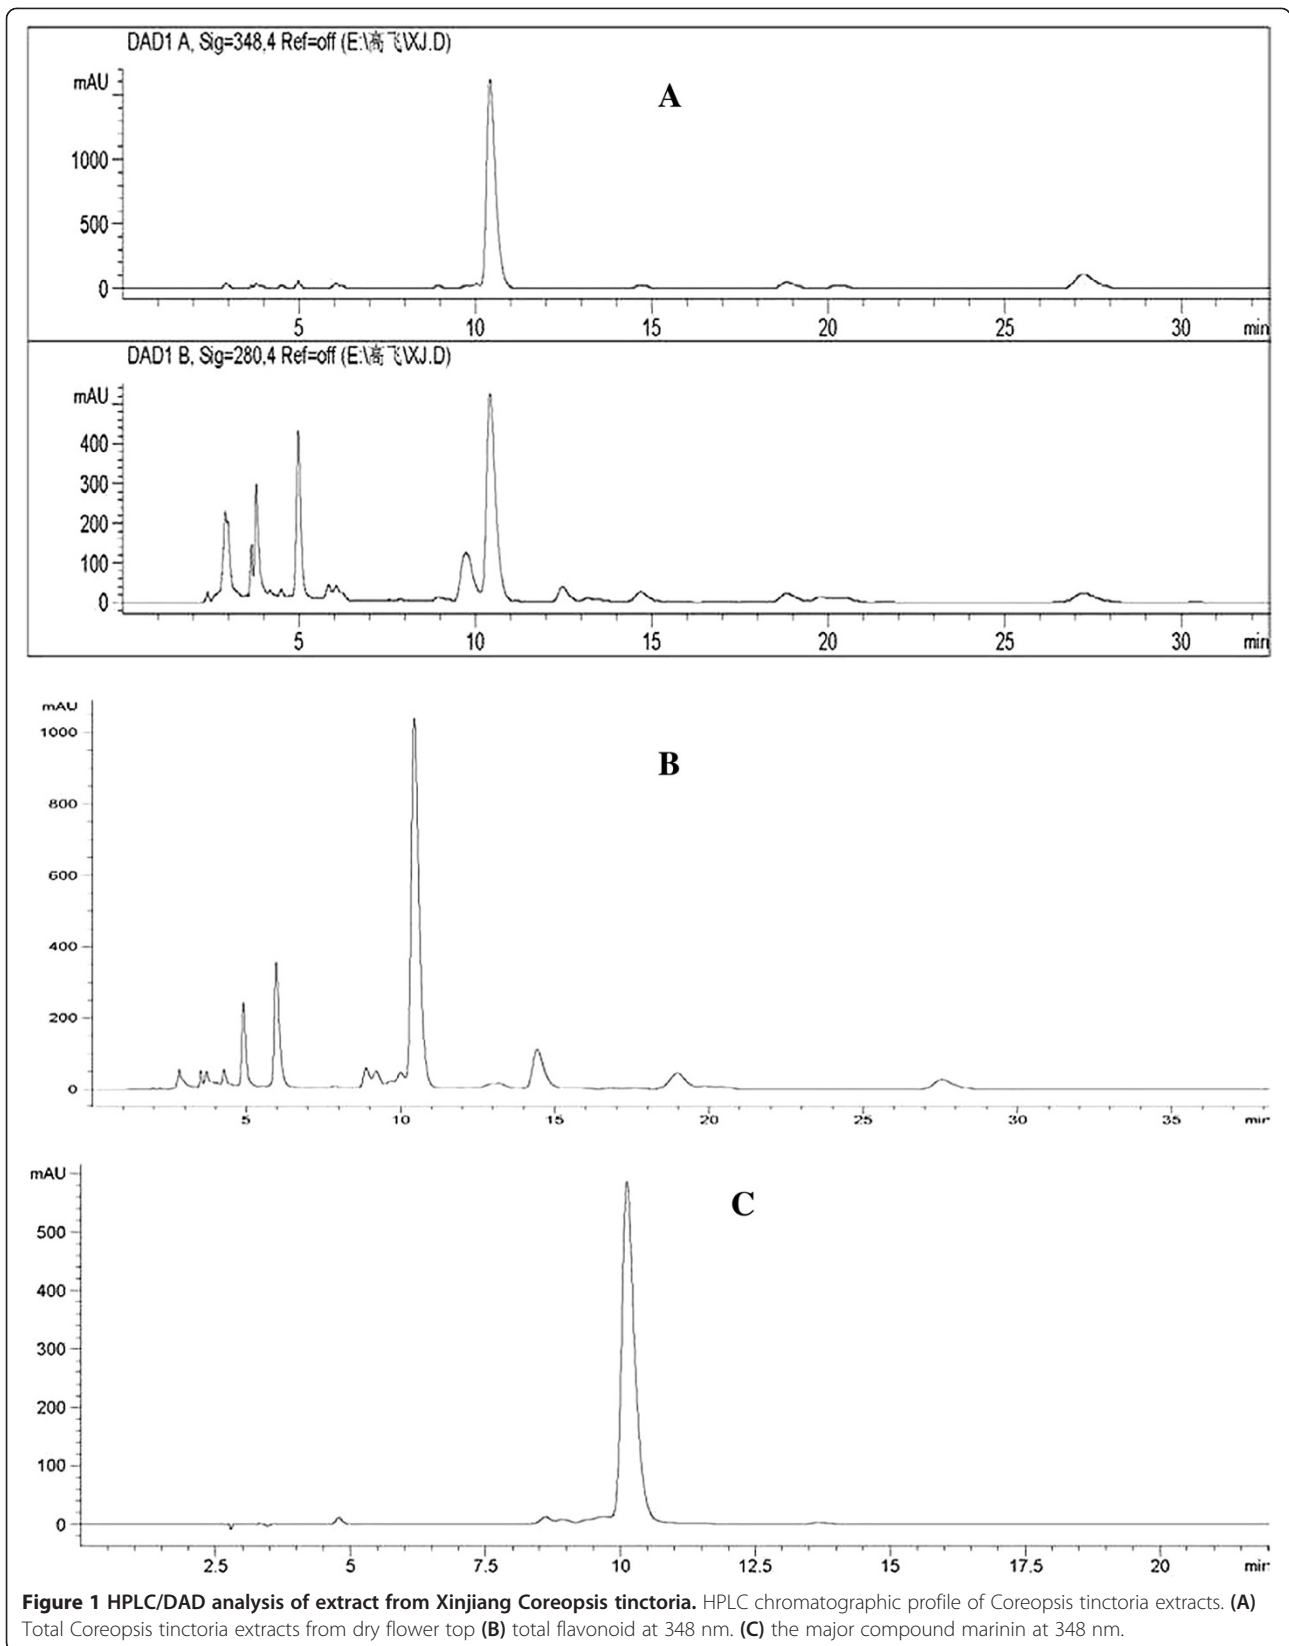 DAD1 A, Sig=348,4 Ref=off (E:\高飞\XJ.D)
mAU
A
1000
500
0
5 10 15 20 25 30 min
DAD1 B, Sig=280,4 Ref=off (E:\高飞\XJ.D)
mAU
400
300
200
100
0
5 10 15 20 25 30 min
mAU
1000
B
800
600
400
200
0
5 10 15 20 25 30 35 min
mAU
C
500
400
300
200
100
0
2.5 5 7.5 10 12.5 15 17.5 20 min
Figure 1 HPLC/DAD analysis of extract from Xinjiang Coreopsis tinctoria. HPLC chromatographic profile of Coreopsis tinctoria extracts. (A)
Total Coreopsis tinctoria extracts from dry flower top (B) total flavonoid at 348 nm. (C) the major compound marinin at 348 nm.